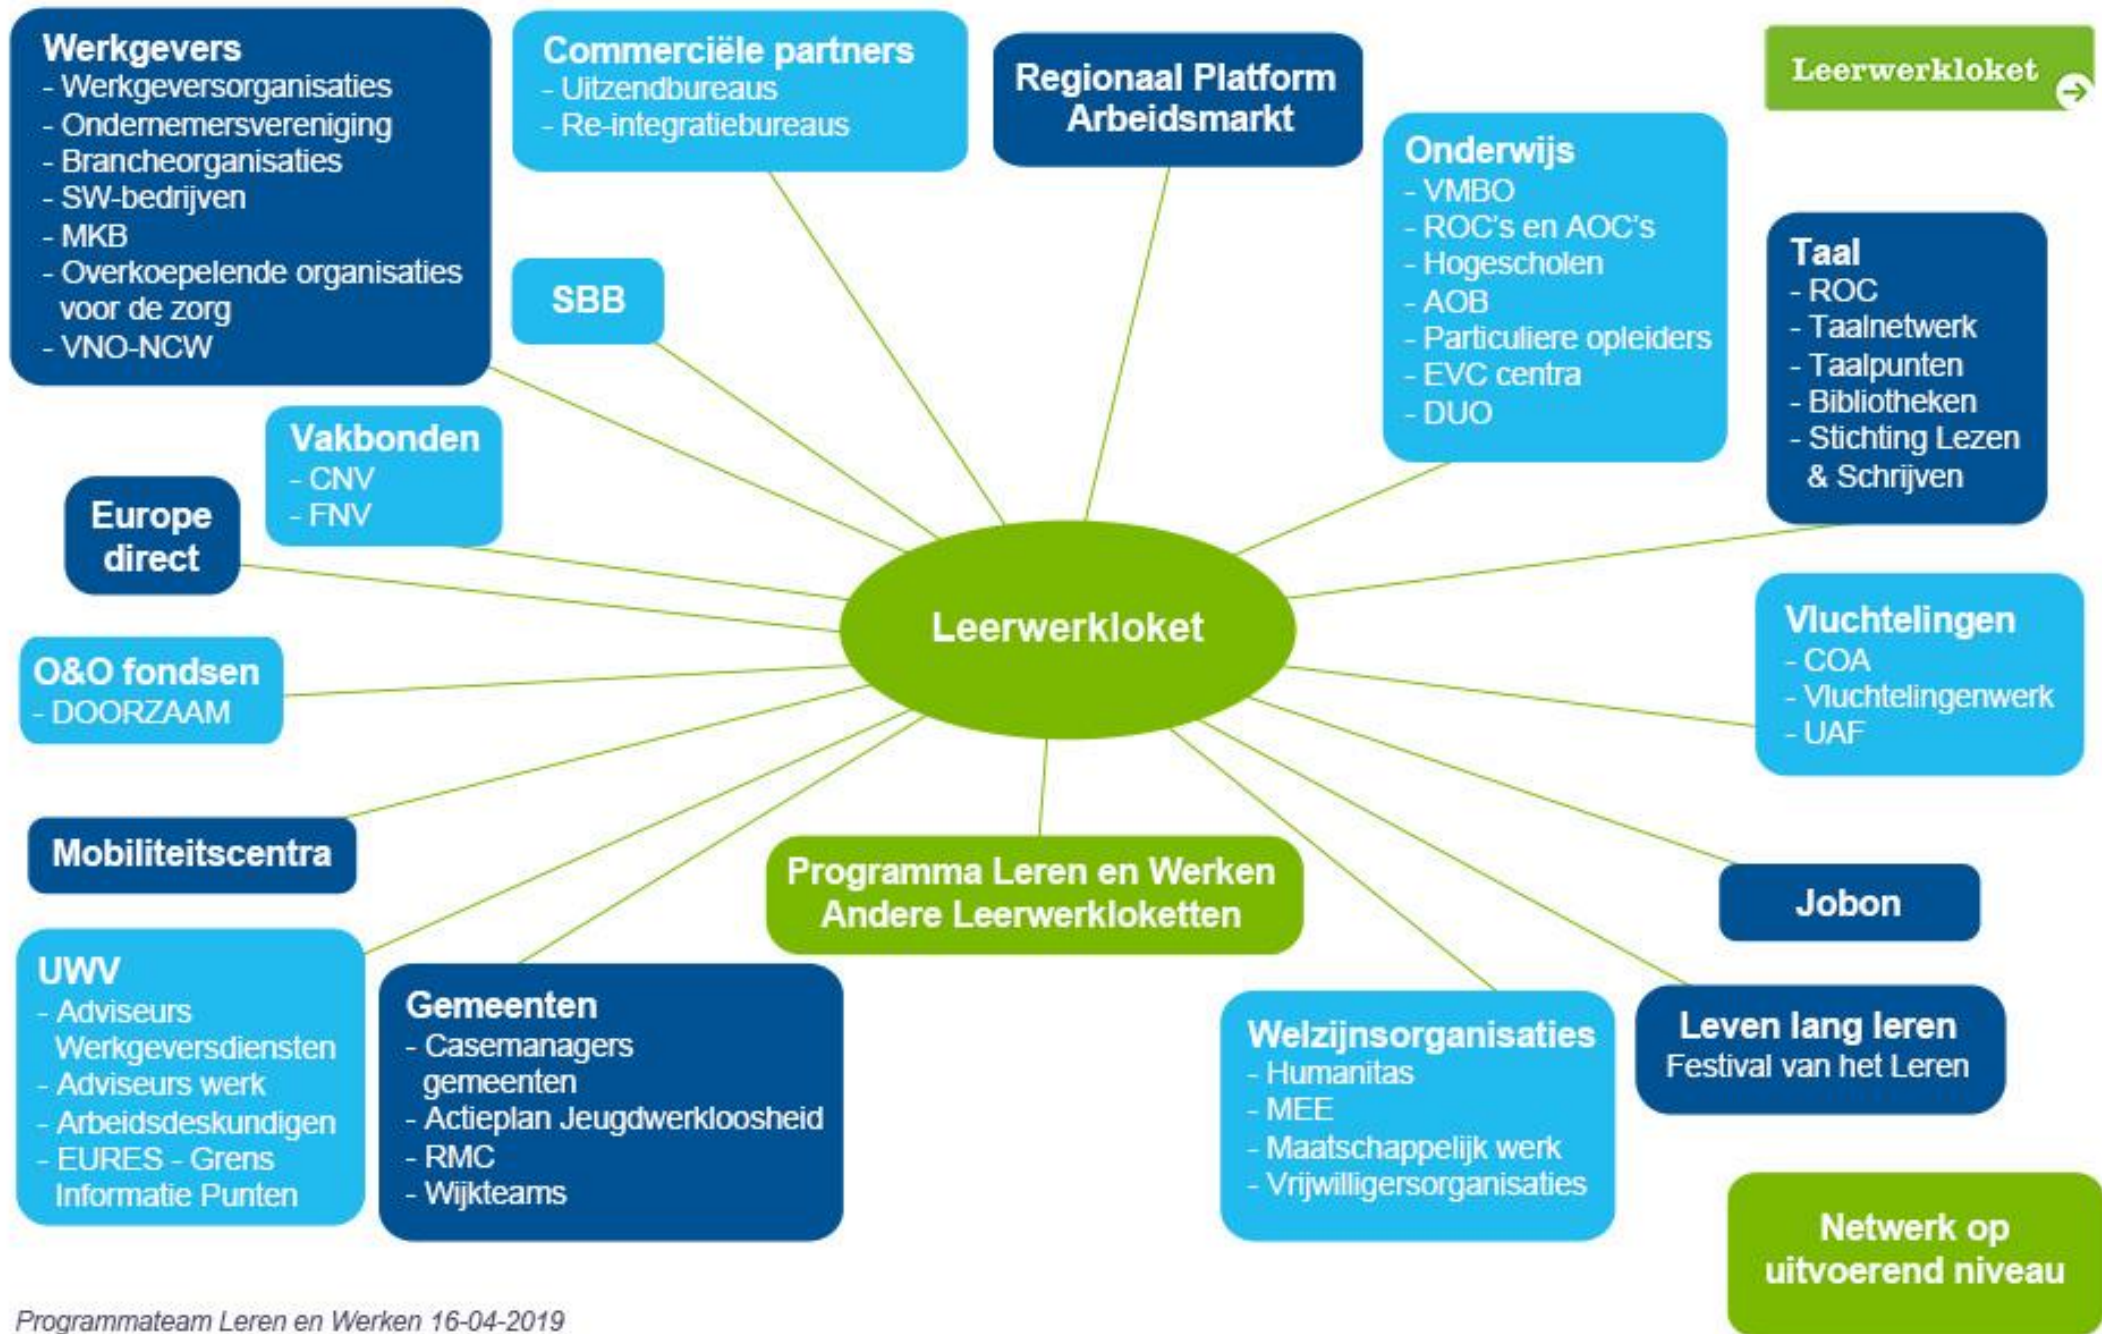 Werkgevers
- Werkgeversorganisaties
- Ondernemersvereniging
- Brancheorganisaties
- SW-bedrijven
- MKB
- Overkoepelende organisaties
voor de zorg
- VNO-NCW
Commerciële partners
- Uitzendbureaus
- Re-integratiebureaus
Regionaal Platform
Arbeidsmarkt
Leerwerkloket
Onderwijs
- VMBO
- ROC's en AOC's
- Hogescholen
- AOB
- Particuliere opleiders
- EVC centra
- DUO
Taal
- ROC
- Taalnetwerk
- Taalpunten
- Bibliotheken
- Stichting Lezen
& Schrijven
SBB
Vakbonden
- CNV
- FNV
Europe
direct
Leerwerkloket
Vluchtelingen
- COA
- Vluchtelingenwerk
- UAF
O&O fondsen
- DOORZAAM
Mobiliteitscentra
Programma Leren en Werken
Andere Leerwerkloketten
Jobon
UWV
- Adviseurs
Werkgeversdiensten
- Adviseurs werk
- Arbeidsdeskundigen
- EURES - Grens
Informatie Punten
Gemeenten
- Casemanagers
gemeenten
- Actieplan Jeugdwerkloosheid
- RMC
- Wijkteams
Welzijnsorganisaties
- Humanitas
- MEE
- Maatschappelijk werk
- Vrijwilligersorganisaties
Leven lang leren
Festival van het Leren
Netwerk op
uitvoerend niveau
Programmateam Leren en Werken 16-04-2019